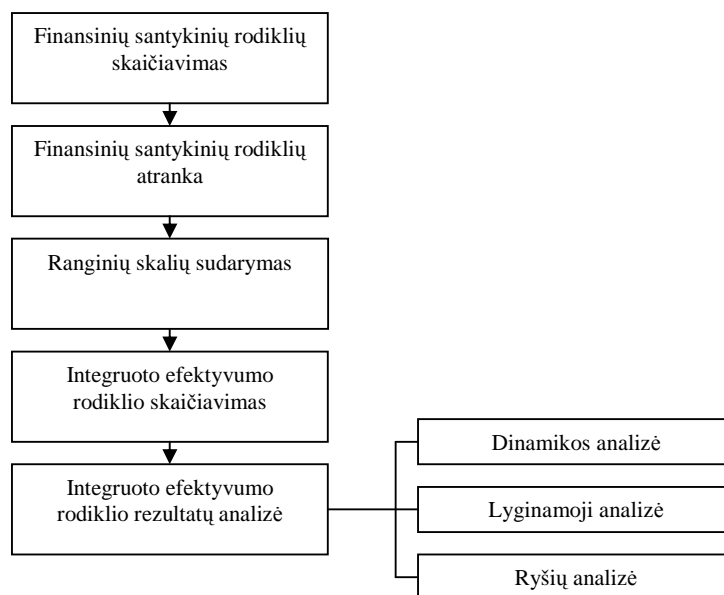 Finansinių santykinių rodiklių
skaičiavimas
Finansinių santykinių rodiklių
atranka
Ranginių skalių sudarymas
Integruoto efektyvumo
rodiklio skaičiavimas
Integruoto efektyvumo
rodiklio rezultatų analizė
Dinamikos analizė
Lyginamoji analizė
Ryšių analizė